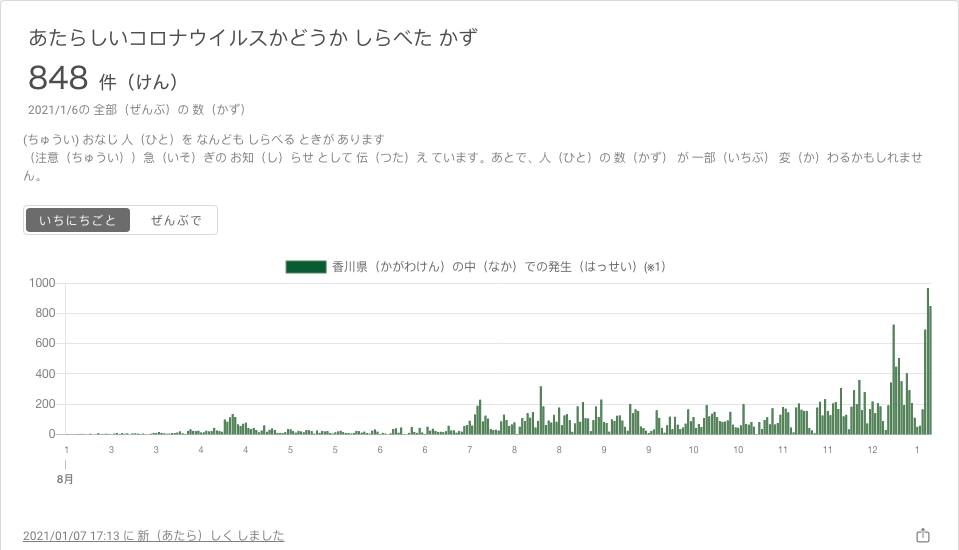 あたらしいコロナウイルスかどうか しらべた かず
848 件（けん）
2021/1/6の 全部（ぜんぶ）の 数（かず）
(ちゅうい) おなじ 人（ひと）を なんども しらべる ときが あります
（注意（ちゅうい））急（いそ）ぎの お知（し）らせ として 伝（つた）え ています。あとで、人（ひと）の 数（かず） が 一部（いちぶ） 変（か）わるかもしれませ
ん。
いちにちごと ぜんぶで
香川県（かがわけん）の中（なか）での発生（はっせい）(※1)
1000
800
600
400
200
0
1 3 3 4 4 5 5 6 6 7 8 8 9 9 10 10 11 11 12 1
8月
2021/01/07 17:13 に 新（あたら）しく しました